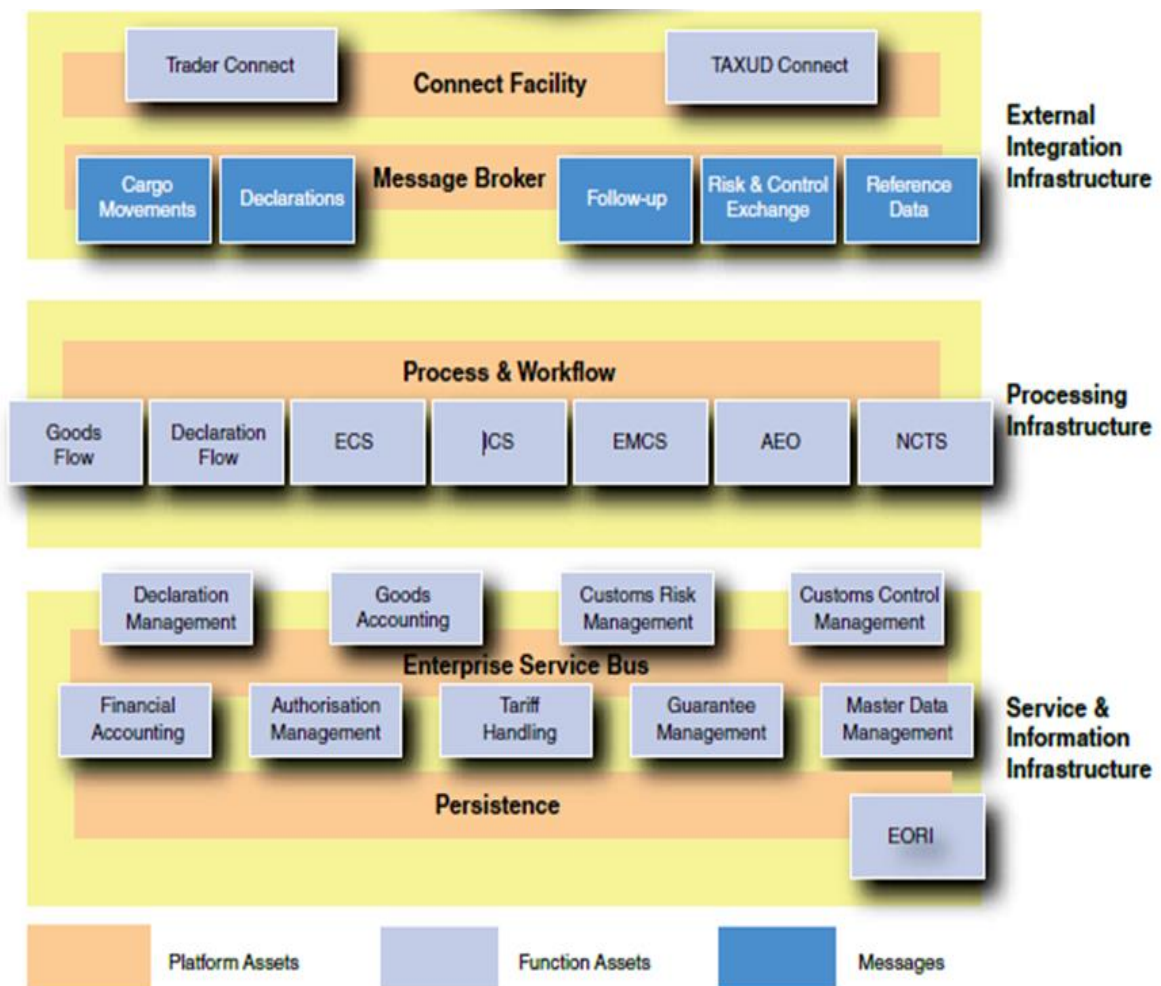 Trader Connect
TAXUD Connect
Connect Facility
External
Integration
Infrastructure
Message Broker
Cargo
Movements
Declarations
Follow-up
Risk & Control
Exchange
Reference
Data
Process & Workflow
Processing
Infrastructure
Goods
Flow
Declaration
Flow
ECS
ICS
EMCS
AEO
NCTS
Declaration
Management
Goods
Accounting
Customs Risk
Management
Customs Control
Management
Enterprise Service Bus
Financial
Accounting
Authorisation
Management
Tariff
Handling
Guarantee
Management
Master Data
Management
Service &
Information
Infrastructure
Persistence
EORI
Platform Assets
Function Assets
Messages